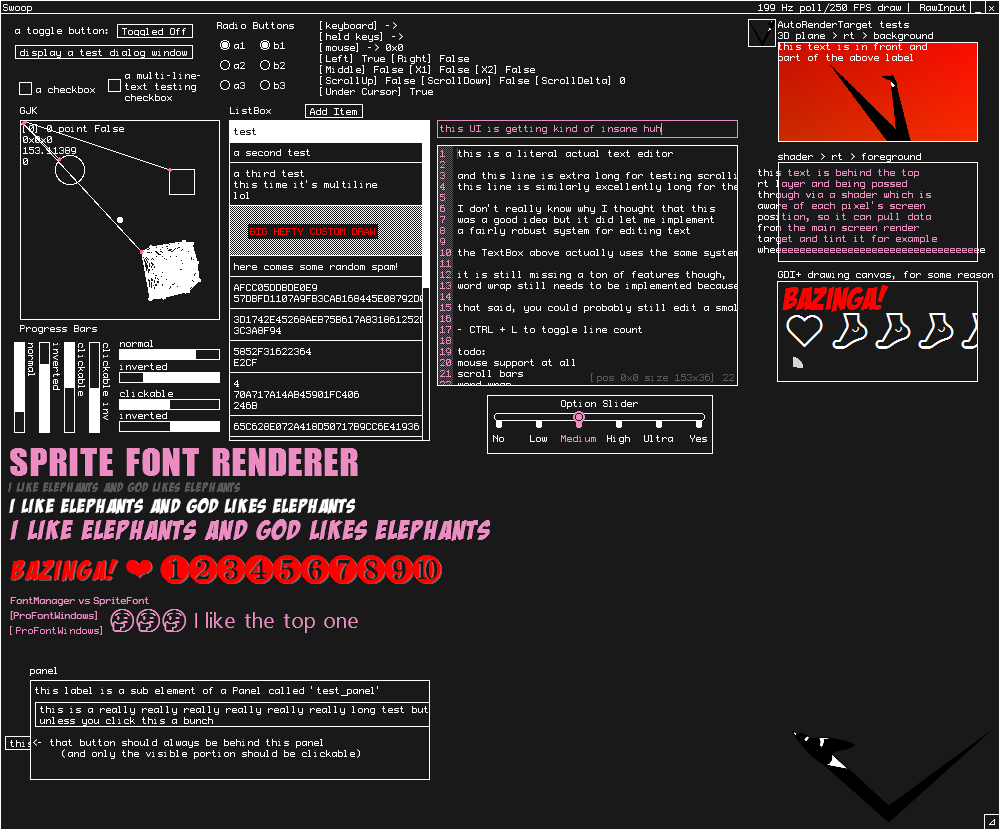 Swoop
199 Hz poll/250 FPS draw | RawInput _ x
a toggle button: Toggled Off
display a test dialog window
a checkbox
a multi-line-
text testing
checkbox
Radio Buttons
a1 b1
a2 b2
a3 b3
[keyboard] ->
[held keys] ->
[mouse] -> 0x0
[Left] True [Right] False
[Middle] False [X1] False [X2] False
[ScrollUp] False [ScrollDown] False [ScrollDelta] 0
[Under Cursor] True
AutoRenderTarget tests
3D plane > rt > background
this text is in front and
part of the above label
GJK
[0] 0 point False
0x0x0
153.11389
0
ListBox
Add Item
test
a second test
a third test
this time it's multiline
lol
BIG HEFTY CUSTOM DRAW
here comes some random spam!
AFCC05DDBDE0E9
57DBFD1107A9FB3CAB168445E08792D
3D1742E45268AEB75B617A831861252D
3C3A8F94
5852F31622364
E2CF
4
70A717A14AB45901FC406
246B
65C628E072A418D50717B9CC6E41936
this UI is getting kind of insane huh
1 this is a literal actual text editor
2
3 and this line is extra long for testing scrolli
4 this line is similarly excellently long for the
5
6 I don't really know why I thought that this
7 was a good idea but it did let me implement
8 a fairly robust system for editing text
9
10 the TextBox above actually uses the same system
11
12 it is still missing a ton of features though,
13 word wrap still needs to be implemented because
14
15 that said, you could probably still edit a smal
16
17 - CTRL + L to toggle line count
18
19 todo:
20 mouse support at all
21 scroll bars
22 word wrap
[pos 0x0 size 153x36] 22
shader > rt > foreground
this text is behind the top
rt layer and being passed
through via a shader which is
aware of each pixel's screen
position, so it can pull data
from the main screen render
target and tint it for example
wheeeeeeeeeeeeeeeeeeeeeeeeeeeeee
GDI+ drawing canvas, for some reason
BAZINGA!
Progress Bars
normal
inverted
clickable
clickable inv
normal
inverted
clickable
inverted
Option Slider
No Low Medium High Ultra Yes
SPRITE FONT RENDERER
I LIKE ELEPHANTS AND GOD LIKES ELEPHANTS
I LIKE ELEPHANTS AND GOD LIKES ELEPHANTS
I LIKE ELEPHANTS AND GOD LIKES ELEPHANTS
BAZINGA! ❤ ❶❷❸❹❺❻❼❽❾❿
FontManager vs SpriteFont
[ProFontWindows]
[ProFontWindows]
I like the top one
panel
this label is a sub element of a Panel called 'test_panel'
this is a really really really really really really long test but
unless you click this a bunch
this
<- that button should always be behind this panel
(and only the visible portion should be clickable)